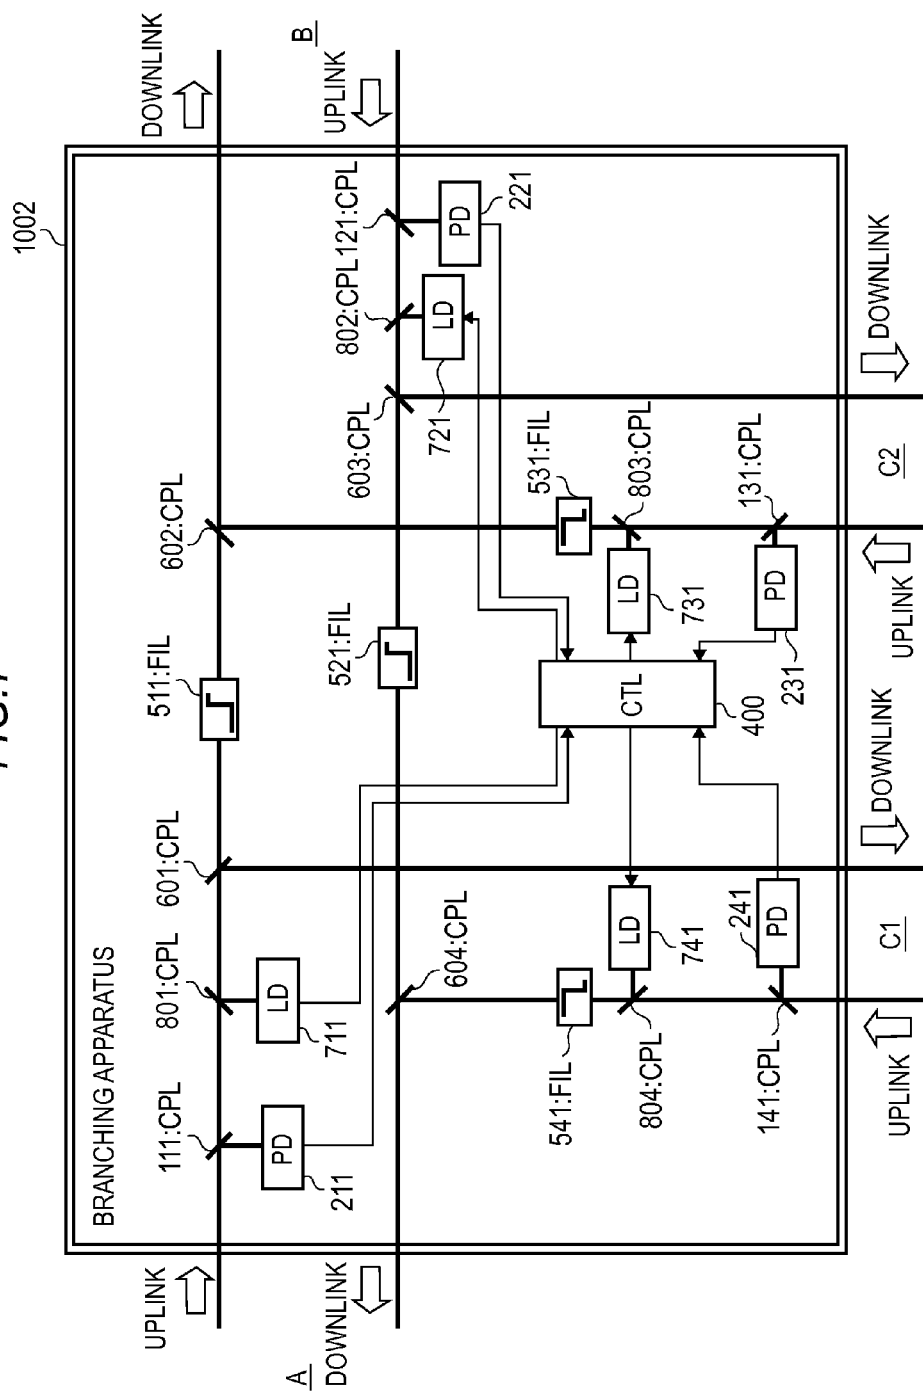 1002
BRANCHING APPARATUS
UPLINK
DOWNLINK
A
DOWNLINK
UPLINK
B
111:CPL
801:CPL
601:CPL
511:FIL
602:CPL
PD
211
LD
711
604:CPL
521:FIL
603:CPL
802:CPL
121:CPL
LD
721
PD
221
541:FIL
804:CPL
141:CPL
LD
741
PD
241
CTL
400
531:FIL
803:CPL
131:CPL
LD
731
PD
231
UPLINK
C1
DOWNLINK
UPLINK
C2
DOWNLINK